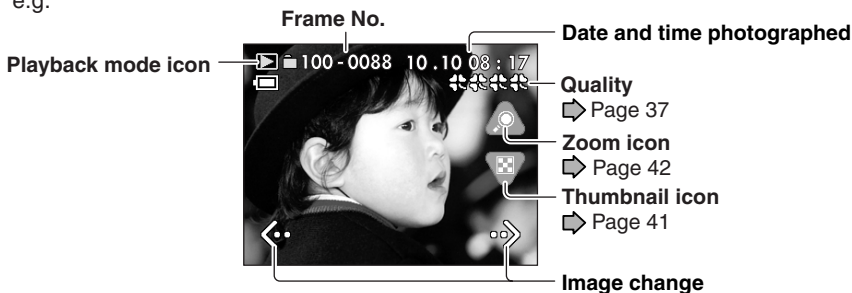 e.g.
Frame No.
Date and time photographed
Playback mode icon
100-0088 10.10 08:17
Quality
Page 37
Zoom icon
Page 42
Thumbnail icon
Page 41
Image change